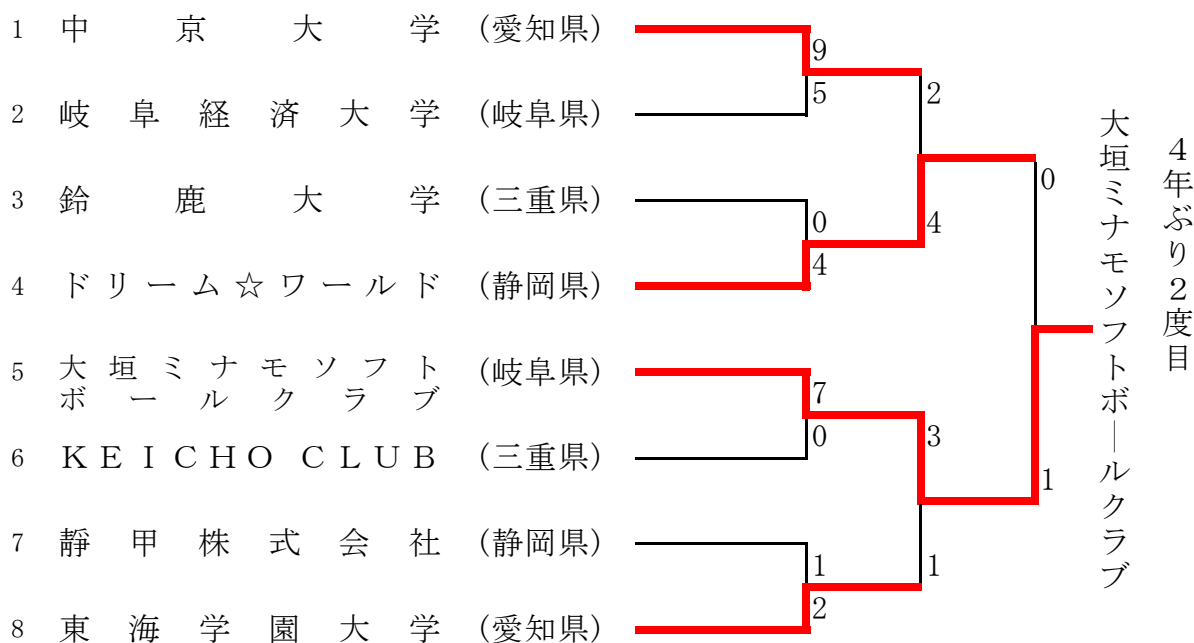 1 中京大学 (愛知県)
2 岐阜経済大学 (岐阜県)
3 鈴鹿大学 (三重県)
4 ドリーム☆ワールド (静岡県)
5 大垣ミナモソフト
ボールクラブ (岐阜県)
6 ＫＥＩＣＨＯ ＣＬＵＢ (三重県)
7 靜甲株式会社 (静岡県)
8 東海学園大学 (愛知県)
9
5
0
4
7
0
1
2
2
4
3
1
0
1
４年ぶり２度目
大垣ミナモソフトボールクラブ